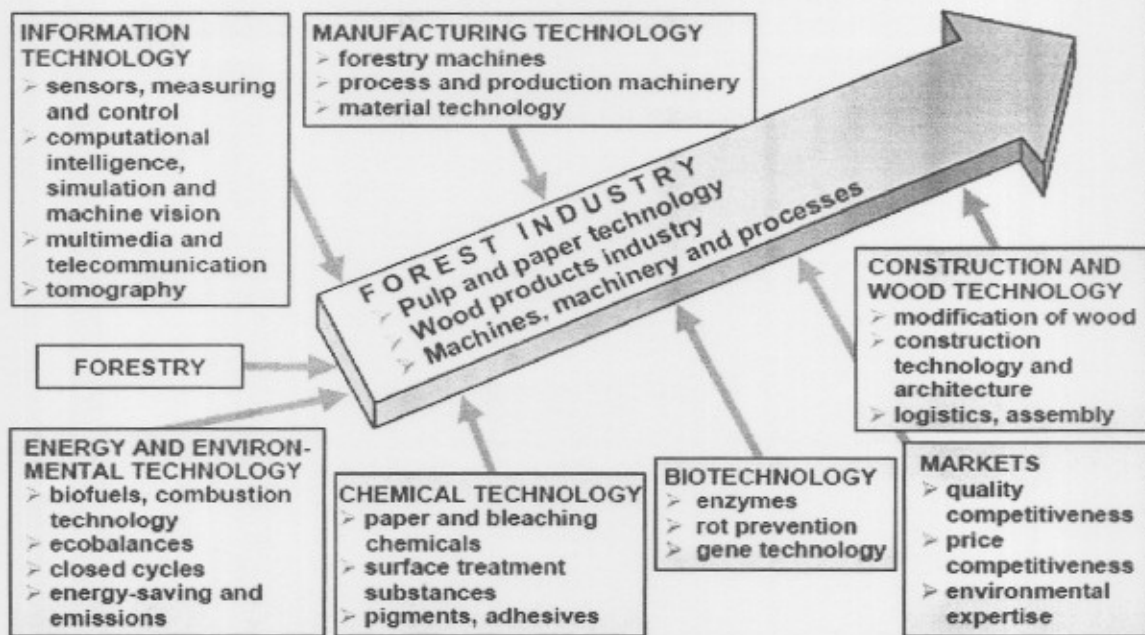 INFORMATION
TECHNOLOGY
➢ sensors, measuring
and control
➢ computational
intelligence,
simulation and
machine vision
➢ multimedia and
telecommunication
➢ tomography
MANUFACTURING TECHNOLOGY
➢ forestry machines
➢ process and production machinery
➢ material technology
FOREST INDUSTRY
➢ Pulp and paper technology
➢ Wood products industry
➢ Machines, machinery and processes
FORESTRY
CONSTRUCTION AND
WOOD TECHNOLOGY
➢ modification of wood
➢ construction
technology and
architecture
➢ logistics, assembly
ENERGY AND ENVIRON-
MENTAL TECHNOLOGY
➢ biofuels, combustion
technology
➢ ecobalances
➢ closed cycles
➢ energy-saving and
emissions
CHEMICAL TECHNOLOGY
➢ paper and bleaching
chemicals
➢ surface treatment
substances
➢ pigments, adhesives
BIOTECHNOLOGY
➢ enzymes
➢ rot prevention
➢ gene technology
MARKETS
➢ quality
competitiveness
➢ price
competitiveness
➢ environmental
expertise